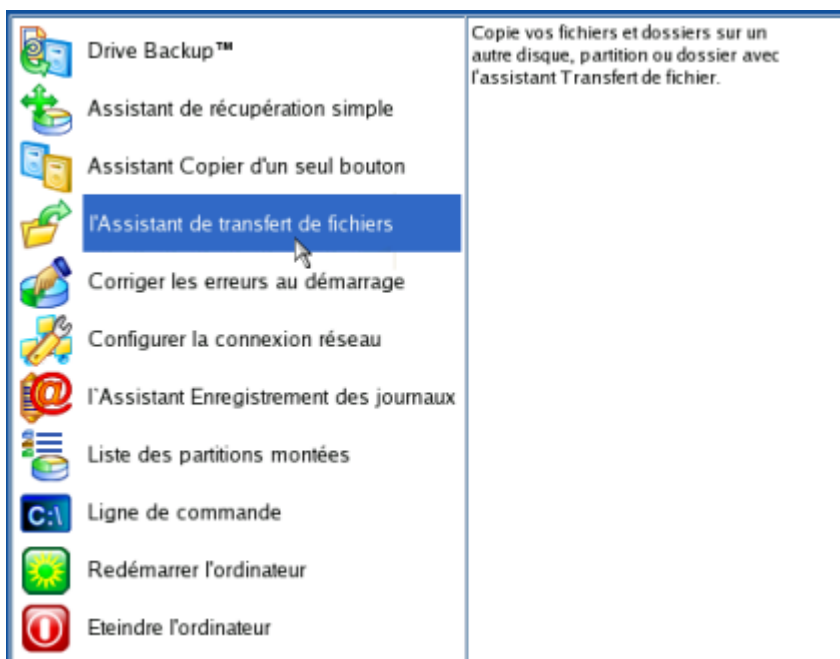 Drive Backup™
Assistant de récupération simple
Assistant Copier d'un seul bouton
l'Assistant de transfert de fichiers
Corriger les erreurs au démarrage
Configurer la connexion réseau
l`Assistant Enregistrement des journaux
Liste des partitions montées
C:\
Ligne de commande
Redémarrer l'ordinateur
Eteindre l'ordinateur
Copie vos fichiers et dossiers sur un
autre disque, partition ou dossier avec
l'assistant Transfert de fichier.